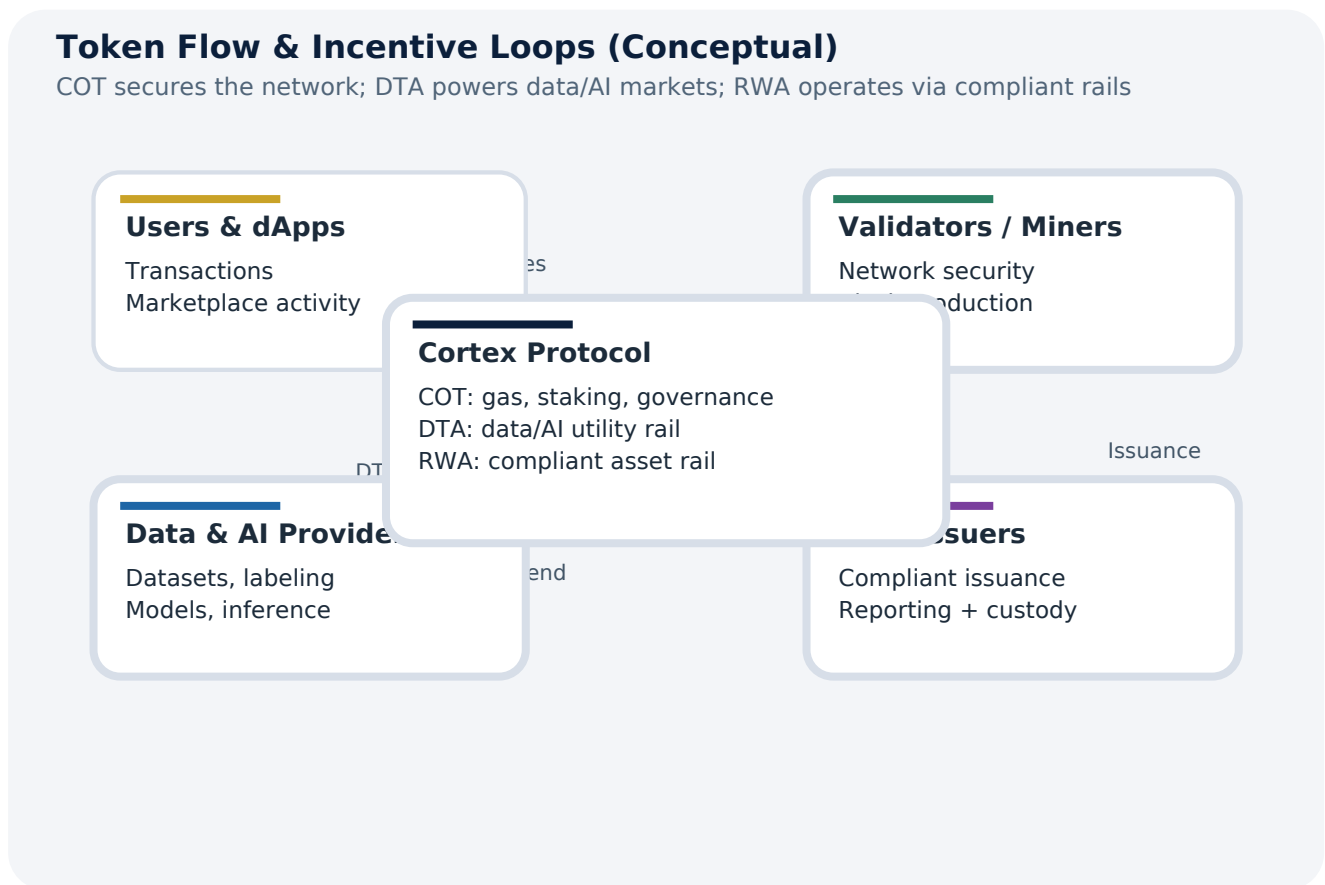 Token Flow & Incentive Loops (Conceptual)
COT secures the network; DTA powers data/AI markets; RWA operates via compliant rails
Users & dApps
Transactions
Marketplace activity
Validators / Miners
Network security
Cortex Protocol
COT: gas, staking, governance
DTA: data/AI utility rail
RWA: compliant asset rail
Issuance
Data & AI
Datasets, labeling
Models, inference
Compliant issuance
Reporting + custody